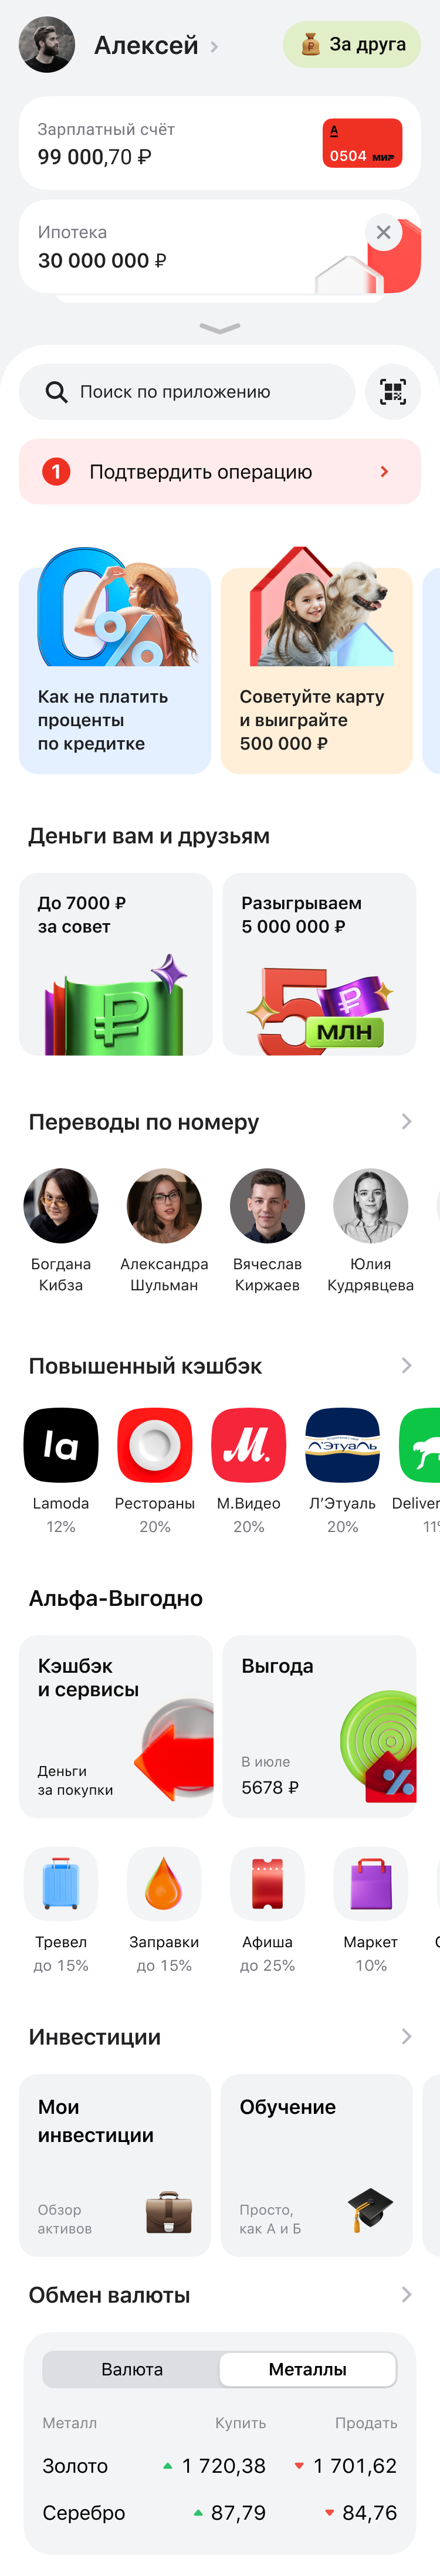 Алексей
За друга
Зарплатный счёт
99 000,70 ₽
А
0504 МИР
Ипотека
30 000 000 ₽
Поиск по приложению
1 Подтвердить операцию
0
%
Как не платить
проценты
по кредитке
Советуйте карту
и выиграйте
500 000 ₽
Деньги вам и друзьям
До 7000 ₽
за совет
₽
Разыгрываем
5 000 000 ₽
5
₽
МЛН
Переводы по номеру
Богдана
Кибза
Александра
Шульман
Вячеслав
Киржаев
Юлия
Кудрявцева
Повышенный кэшбэк
la
М.
Л'Этуаль
Lamoda
12%
Рестораны
20%
М.Видео
20%
Л'Этуаль
20%
Deliver
11%
Альфа-Выгодно
Кэшбэк
и сервисы
Деньги
за покупки
Выгода
В июле
5678 ₽
%
Тревел
до 15%
Заправки
до 15%
Афиша
до 25%
Маркет
10%
Инвестиции
Мои
инвестиции
Обзор
активов
Обучение
Просто,
как А и Б
Обмен валюты
Валюта Металлы
Металл Купить Продать
Золото 1 720,38 1 701,62
Серебро 87,79 84,76